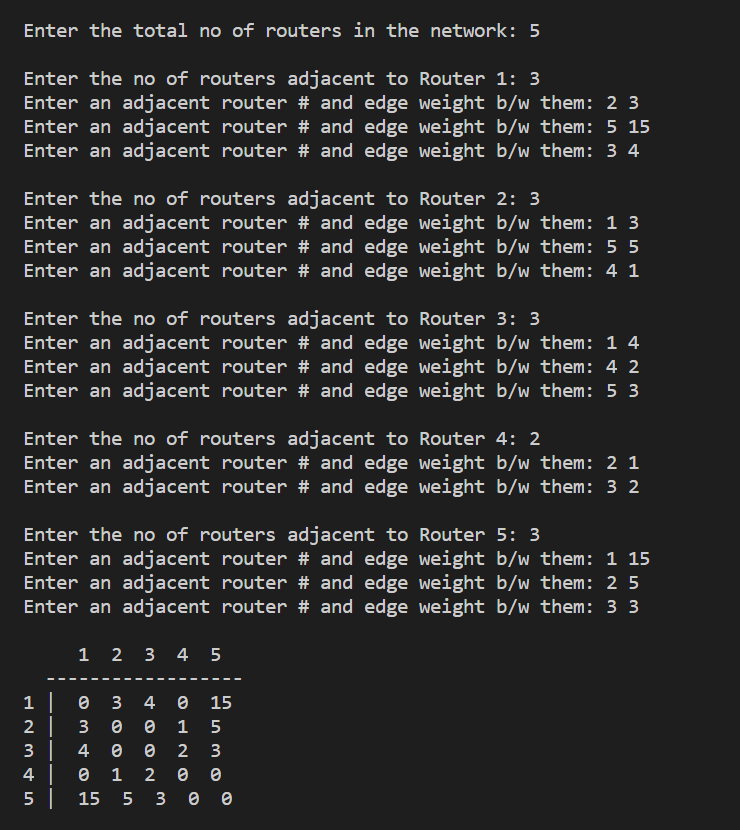 Enter the total no of routers in the network: 5
Enter the no of routers adjacent to Router 1: 3
Enter an adjacent router # and edge weight b/w them: 2 3
Enter an adjacent router # and edge weight b/w them: 5 15
Enter an adjacent router # and edge weight b/w them: 3 4
Enter the no of routers adjacent to Router 2: 3
Enter an adjacent router # and edge weight b/w them: 1 3
Enter an adjacent router # and edge weight b/w them: 5 5
Enter an adjacent router # and edge weight b/w them: 4 1
Enter the no of routers adjacent to Router 3: 3
Enter an adjacent router # and edge weight b/w them: 1 4
Enter an adjacent router # and edge weight b/w them: 4 2
Enter an adjacent router # and edge weight b/w them: 5 3
Enter the no of routers adjacent to Router 4: 2
Enter an adjacent router # and edge weight b/w them: 2 1
Enter an adjacent router # and edge weight b/w them: 3 2
Enter the no of routers adjacent to Router 5: 3
Enter an adjacent router # and edge weight b/w them: 1 15
Enter an adjacent router # and edge weight b/w them: 2 5
Enter an adjacent router # and edge weight b/w them: 3 3
     1  2  3  4  5
  ------------------
1 |  0  3  4  0  15
2 |  3  0  0  1  5
3 |  4  0  0  2  3
4 |  0  1  2  0  0
5 |  15  5  3  0  0